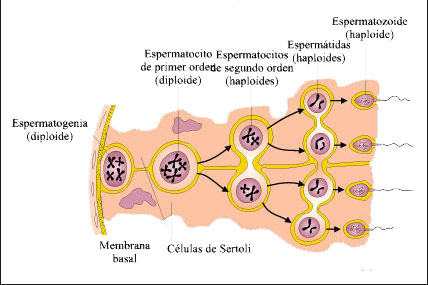 Espermatozoide
(haploide)
Espermátidas
(haploides)
Espermatocito
de primer orden
(diploide)
Espermatocitos
de segundo orden
(haploides)
Espermatogenia
(diploide)
Membrana
basal
Células de Sertoli